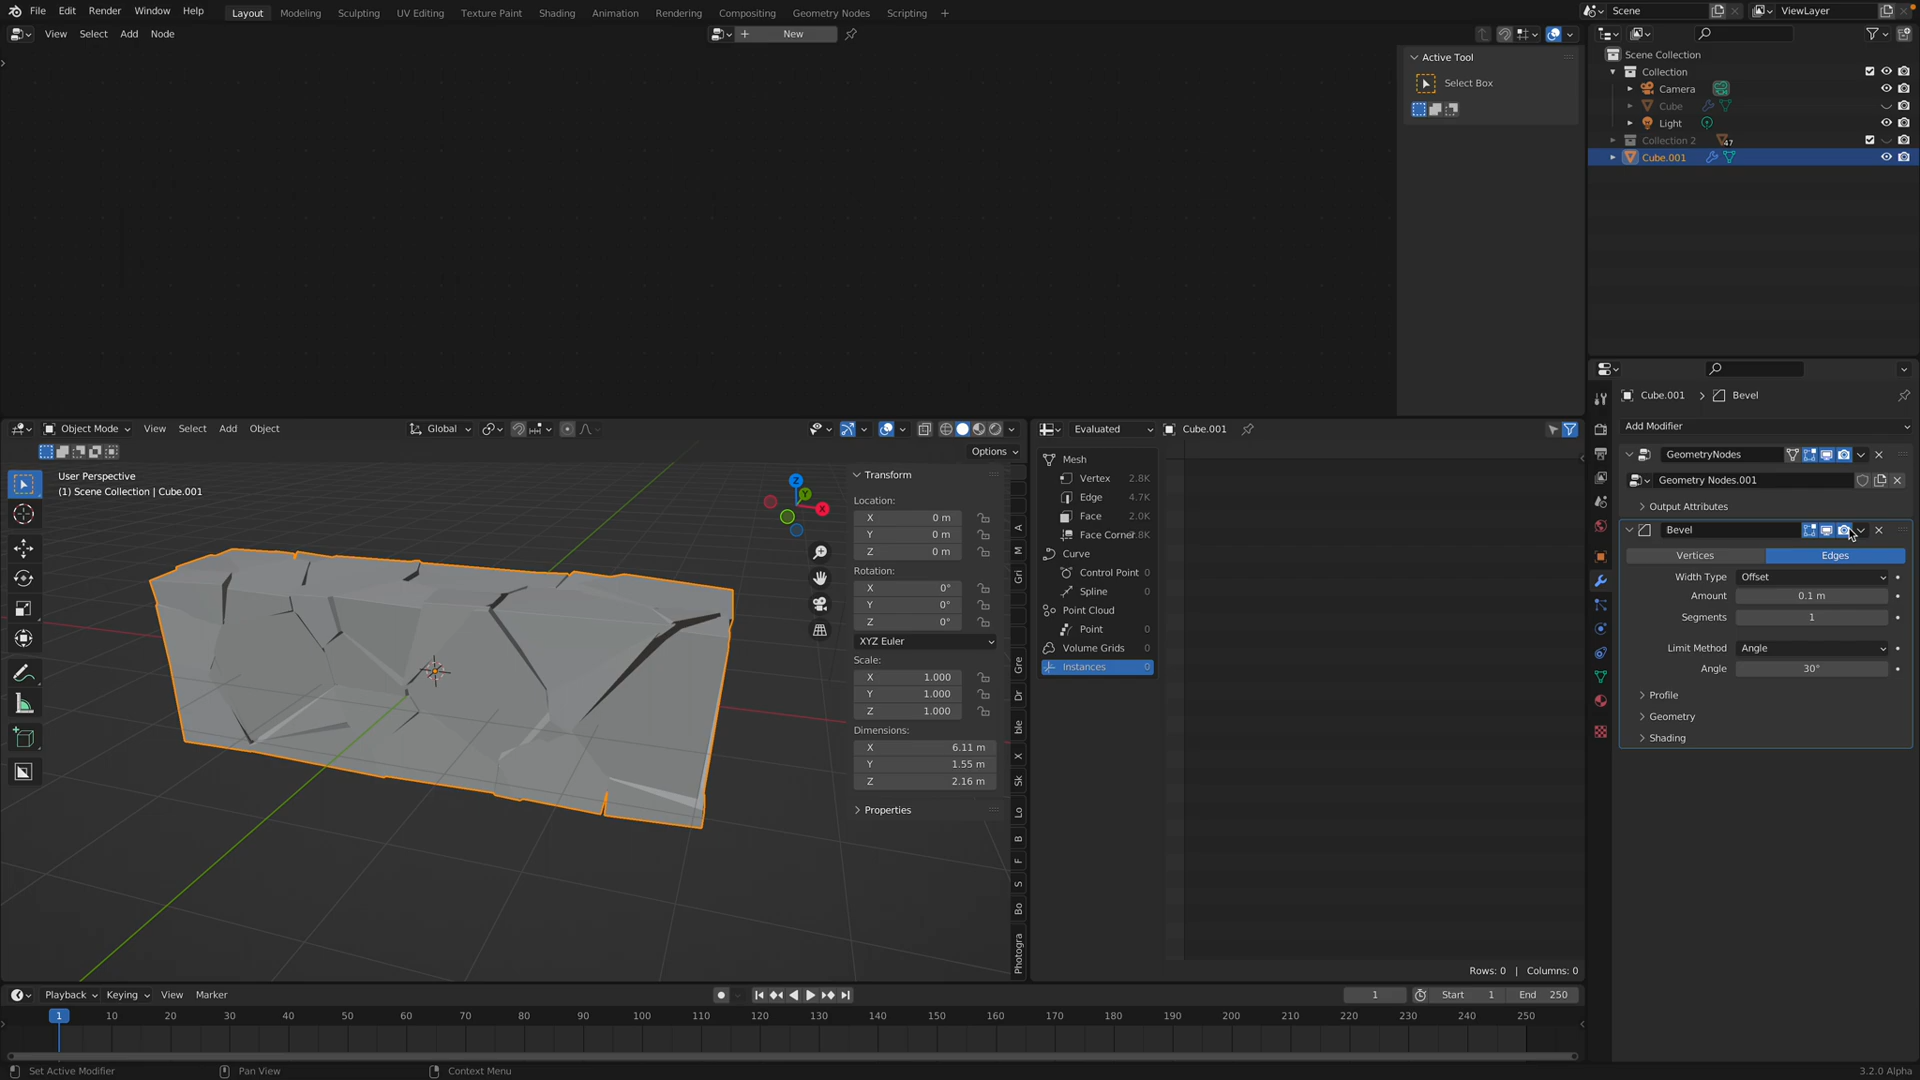 File Edit Render Window Help
Layout Modeling Sculpting UV Editing Texture Paint Shading Animation Rendering Compositing Geometry Nodes Scripting +
Scene ViewLayer
View Select Add Node
+ New
Active Tool
Select Box
Scene Collection
Collection
Camera
Cube
Light
Collection 2 47
Cube.001
Object Mode View Select Add Object Global
Options
User Perspective
(1) Scene Collection | Cube.001
Z
Y
X
Transform
Location:
X 0 m
Y 0 m
Z 0 m
Rotation:
X 0°
Y 0°
Z 0°
XYZ Euler
Scale:
X 1.000
Y 1.000
Z 1.000
Dimensions:
X 6.11 m
Y 1.55 m
Z 2.16 m
Properties
A
M
Gri
Gre
Dr
ble
X
Sk
Lo
B
F
S
Bo
Photogra
Evaluated Cube.001
Mesh
Vertex 2.8K
Edge 4.7K
Face 2.0K
Face Corner
Curve
Control Point 0
Spline 0
Point Cloud
Point 0
Volume Grids 0
Instances 0
Rows: 0 | Columns: 0
Cube.001 > Bevel
Add Modifier
GeometryNodes
Geometry Nodes.001
Output Attributes
Bevel
Vertices Edges
Width Type Offset
Amount 0.1 m
Segments 1
Limit Method Angle
Angle 30°
Profile
Geometry
Shading
Playback Keying View Marker
1 Start 1 End 250
1 10 20 30 40 50 60 70 80 90 100 110 120 130 140 150 160 170 180 190 200 210 220 230 240 250
Set Active Modifier Pan View Context Menu
3.2.0 Alpha